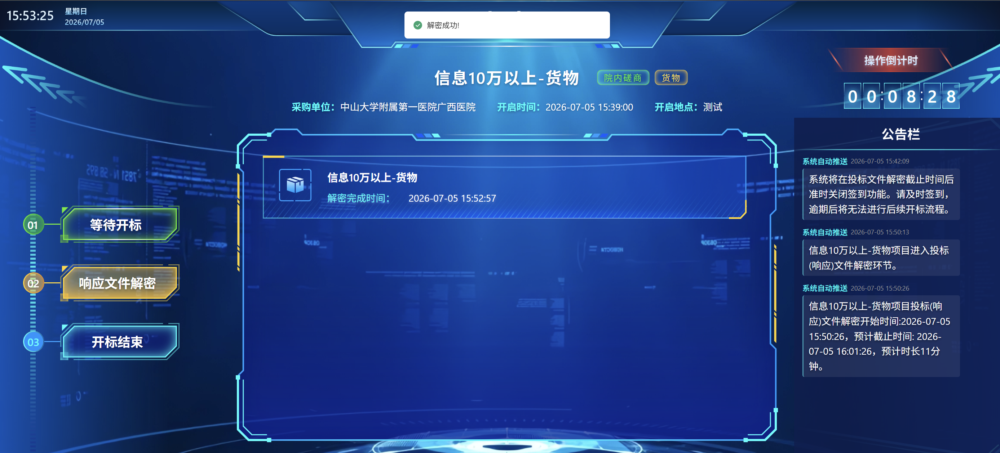 15:53:25
星期日
2026/07/05
解密成功!
信息10万以上-货物
院内磋商
货物
采购单位：中山大学附属第一医院广西医院
开启时间：2026-07-05 15:39:00
开启地点：测试
操作倒计时
00:08:28
01
等待开标
02
响应文件解密
03
开标结束
信息10万以上-货物
解密完成时间： 2026-07-05 15:52:57
公告栏
系统自动推送 2026-07-05 15:42:09
系统将在投标文件解密截止时间后
准时关闭签到功能。请及时签到，
逾期后将无法进行后续开标流程。
系统自动推送 2026-07-05 15:50:13
信息10万以上-货物项目进入投标
(响应)文件解密环节。
系统自动推送 2026-07-05 15:50:26
信息10万以上-货物项目投标(响
应)文件解密开始时间:2026-07-05
15:50:26，预计截止时间: 2026-
07-05 16:01:26，预计时长11分
钟。